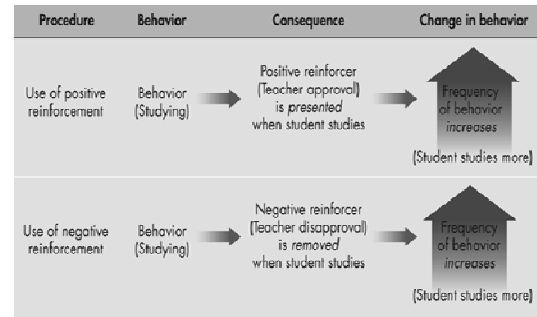 Procedure Behavior Consequence Change in behavior
Use of positive
reinforcement
Behavior
(Studying)
Positive reinforcer
(Teacher approval)
is presented
when student studies
Frequency
of behavior
increases
(Student studies more)
Use of negative
reinforcement
Behavior
(Studying)
Negative reinforcer
(Teacher disapproval)
is removed
when student studies
Frequency
of behavior
increases
(Student studies more)